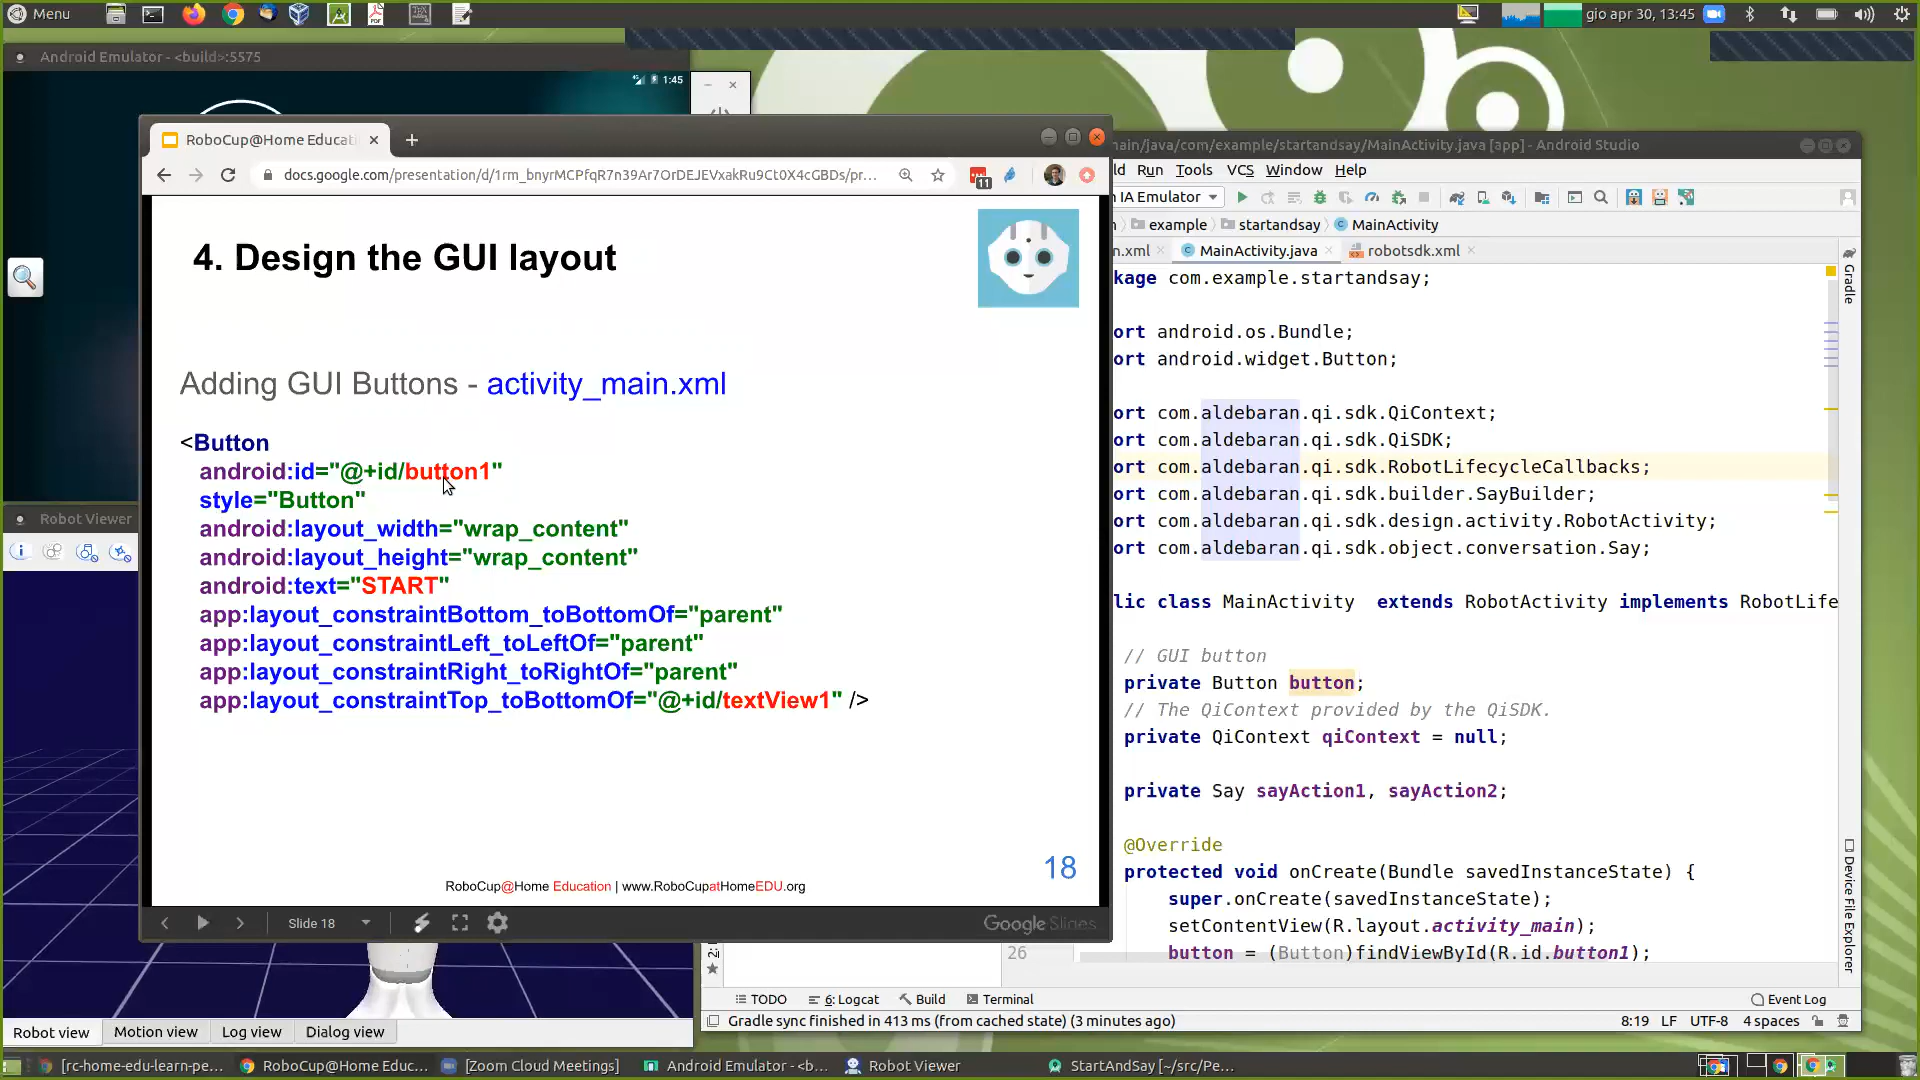 Menu
gio apr 30, 13:45
Android Emulator - <build>:5575
1:45
RoboCup@Home Educati
docs.google.com/presentation/d/1rm_bnyrMCPfqR7n39Ar7OrDEJEVxakRu9Ct0X4cGBDs/pr...
11
4. Design the GUI layout
Adding GUI Buttons - activity_main.xml
<Button
android:id="@+id/button1"
style="Button"
android:layout_width="wrap_content"
android:layout_height="wrap_content"
android:text="START"
app:layout_constraintBottom_toBottomOf="parent"
app:layout_constraintLeft_toLeftOf="parent"
app:layout_constraintRight_toRightOf="parent"
app:layout_constraintTop_toBottomOf="@+id/textView1" />
18
RoboCup@Home Education | www.RoboCupatHomeEDU.org
Slide 18
Google Slides
Robot Viewer
Robot view
Motion view
Log view
Dialog view
ain/java/com/example/startandsay/MainActivity.java [app] - Android Studio
ld Run Tools VCS Window Help
IA Emulator
example startandsay MainActivity
n.xml MainActivity.java robotsdk.xml
Gradle
kage com.example.startandsay;
ort android.os.Bundle;
ort android.widget.Button;
ort com.aldebaran.qi.sdk.QiContext;
ort com.aldebaran.qi.sdk.QiSDK;
ort com.aldebaran.qi.sdk.RobotLifecycleCallbacks;
ort com.aldebaran.qi.sdk.builder.SayBuilder;
ort com.aldebaran.qi.sdk.design.activity.RobotActivity;
ort com.aldebaran.qi.sdk.object.conversation.Say;
lic class MainActivity extends RobotActivity implements RobotLife
// GUI button
private Button button;
// The QiContext provided by the QiSDK.
private QiContext qiContext = null;
private Say sayAction1, sayAction2;
@Override
protected void onCreate(Bundle savedInstanceState) {
super.onCreate(savedInstanceState);
setContentView(R.layout.activity_main);
26 button = (Button)findViewById(R.id.button1);
Device File Explorer
2:
TODO 6: Logcat Build Terminal Event Log
Gradle sync finished in 413 ms (from cached state) (3 minutes ago)
8:19 LF UTF-8 4 spaces
[rc-home-edu-learn-pe...
RoboCup@Home Educ...
[Zoom Cloud Meetings]
Android Emulator - <b...
Robot Viewer
StartAndSay [~/src/Pe...